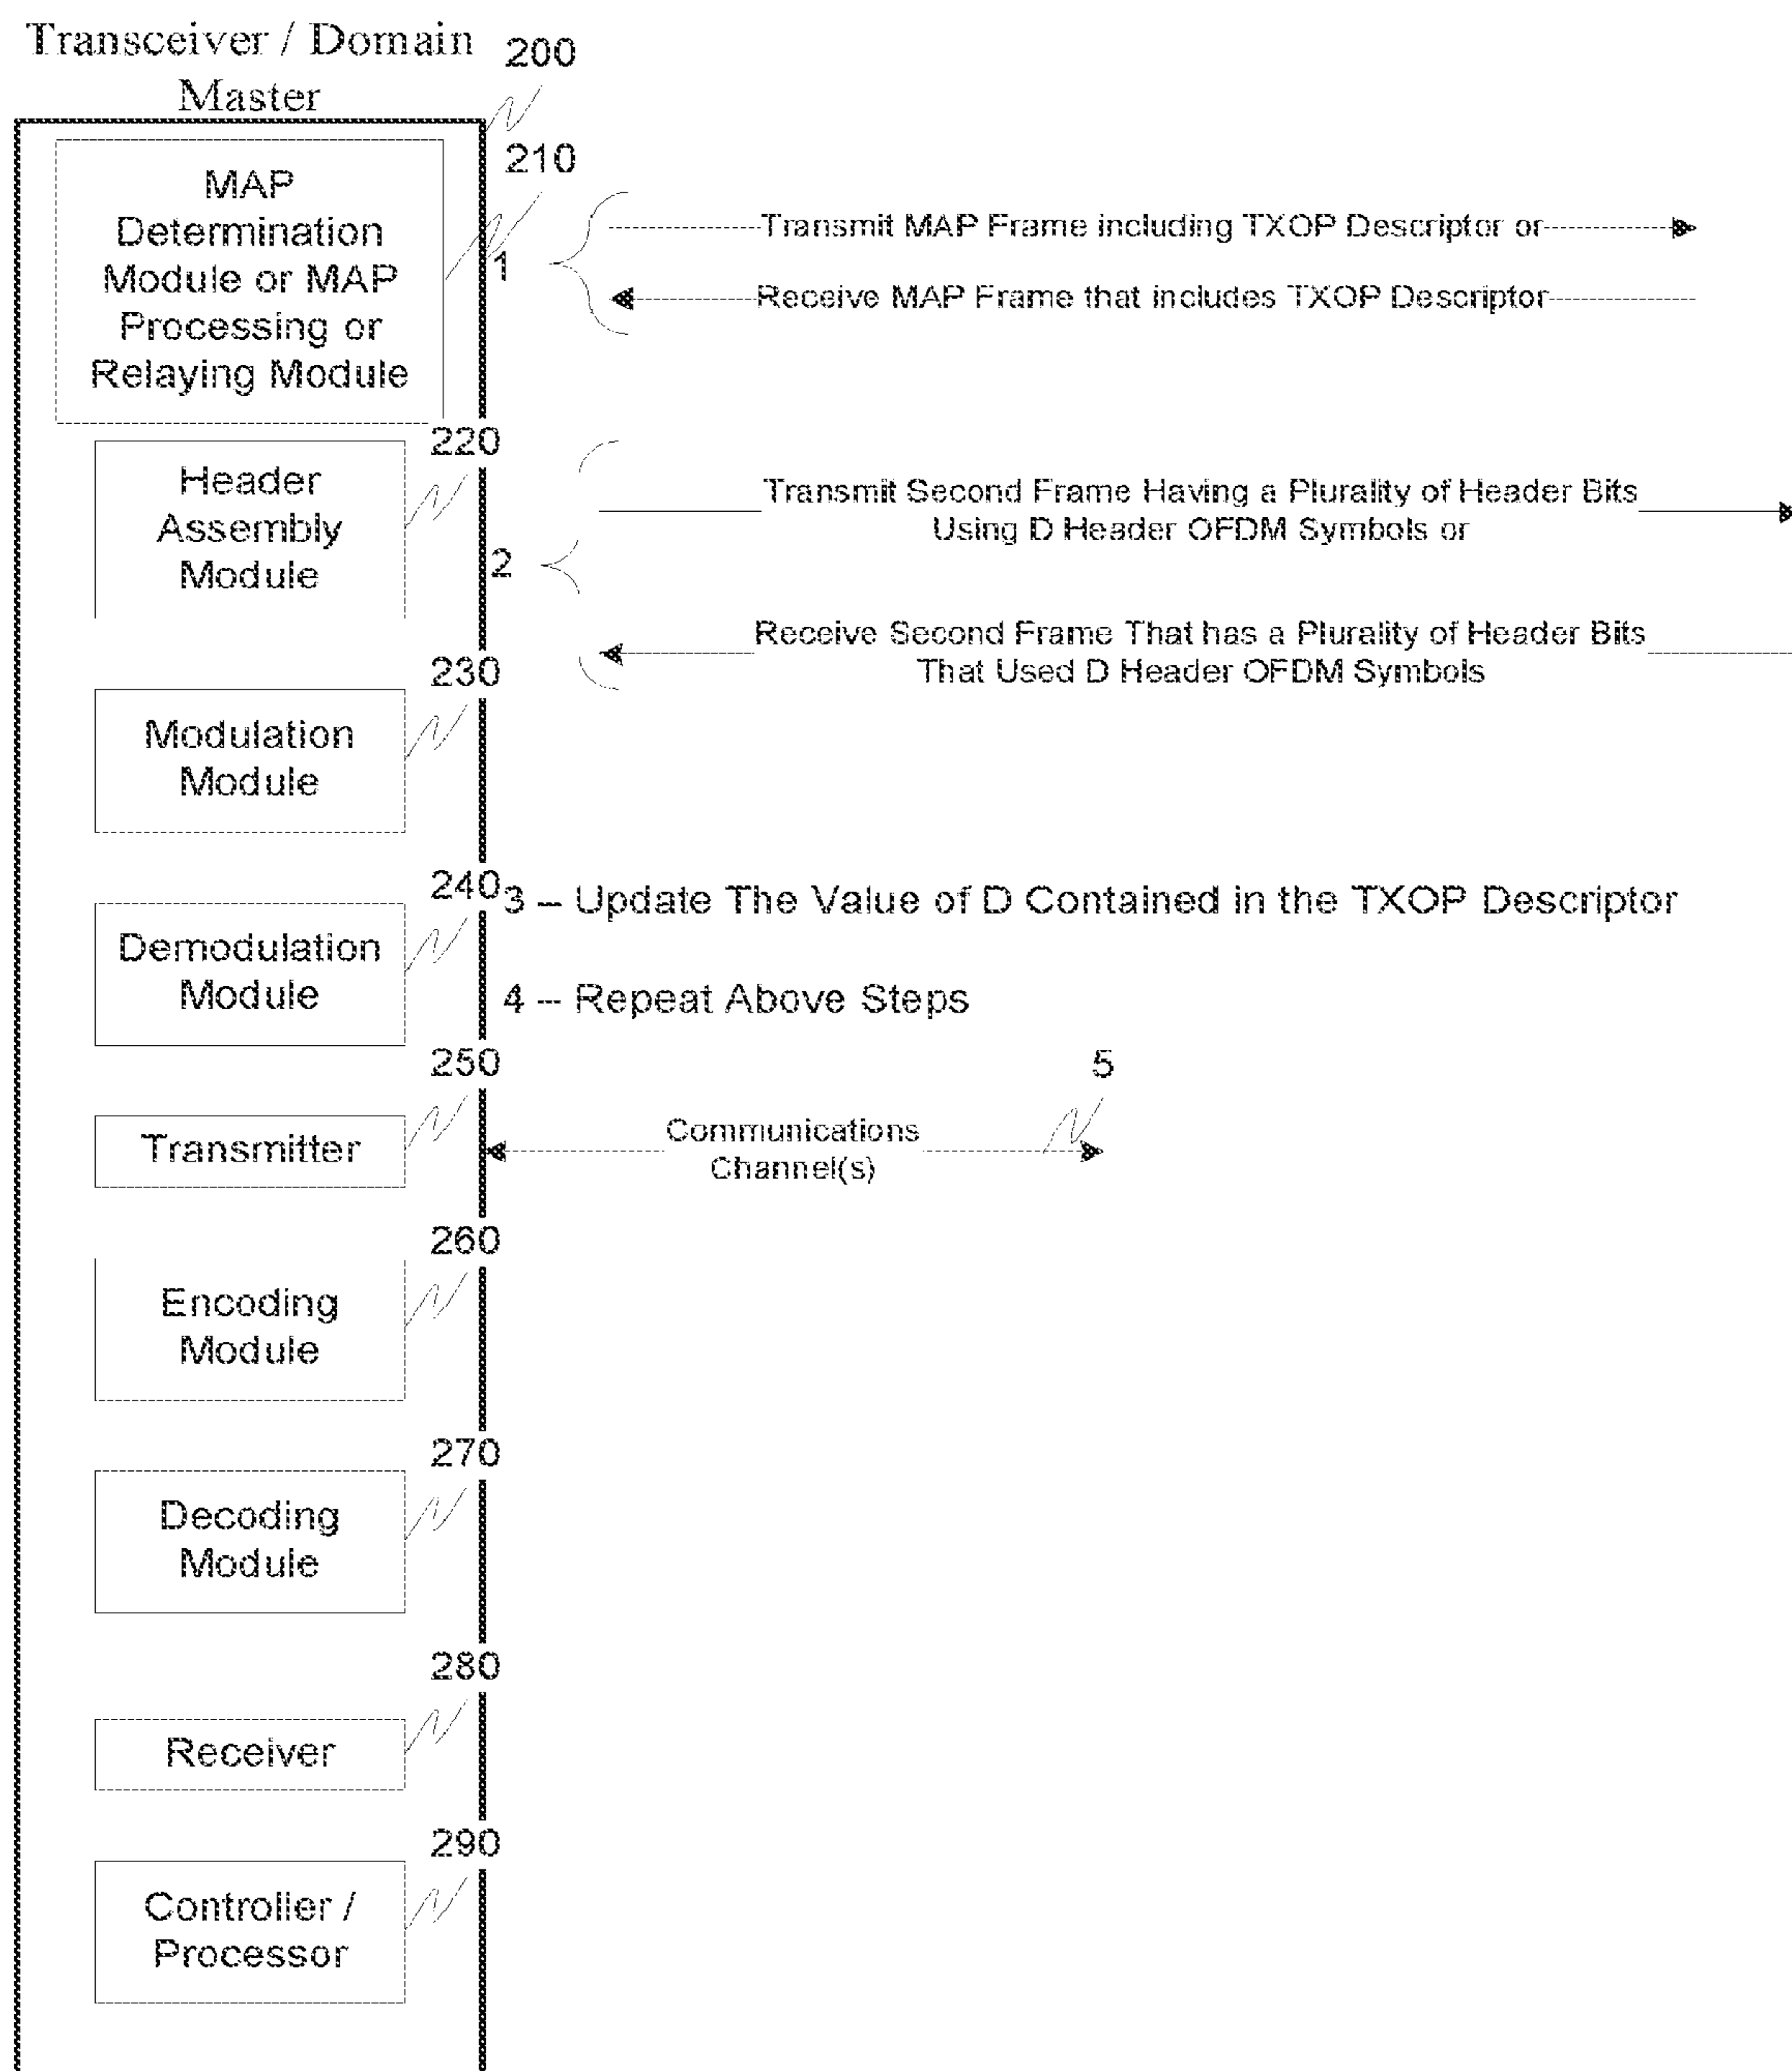 Transceiver / Domain
Master
200
210
MAP
Determination
Module or MAP
Processing or
Relaying Module
1
Transmit MAP Frame including TXOP Descriptor or
Receive MAP Frame that includes TXOP Descriptor
220
Header
Assembly
Module
2
Transmit Second Frame Having a Plurality of Header Bits
Using D Header OFDM Symbols or
Receive Second Frame That has a Plurality of Header Bits
That Used D Header OFDM Symbols
230
Modulation
Module
240
3 -- Update The Value of D Contained in the TXOP Descriptor
Demodulation
Module
4 -- Repeat Above Steps
250
5
Transmitter
Communications
Channel(s)
260
Encoding
Module
270
Decoding
Module
280
Receiver
290
Controller /
Processor